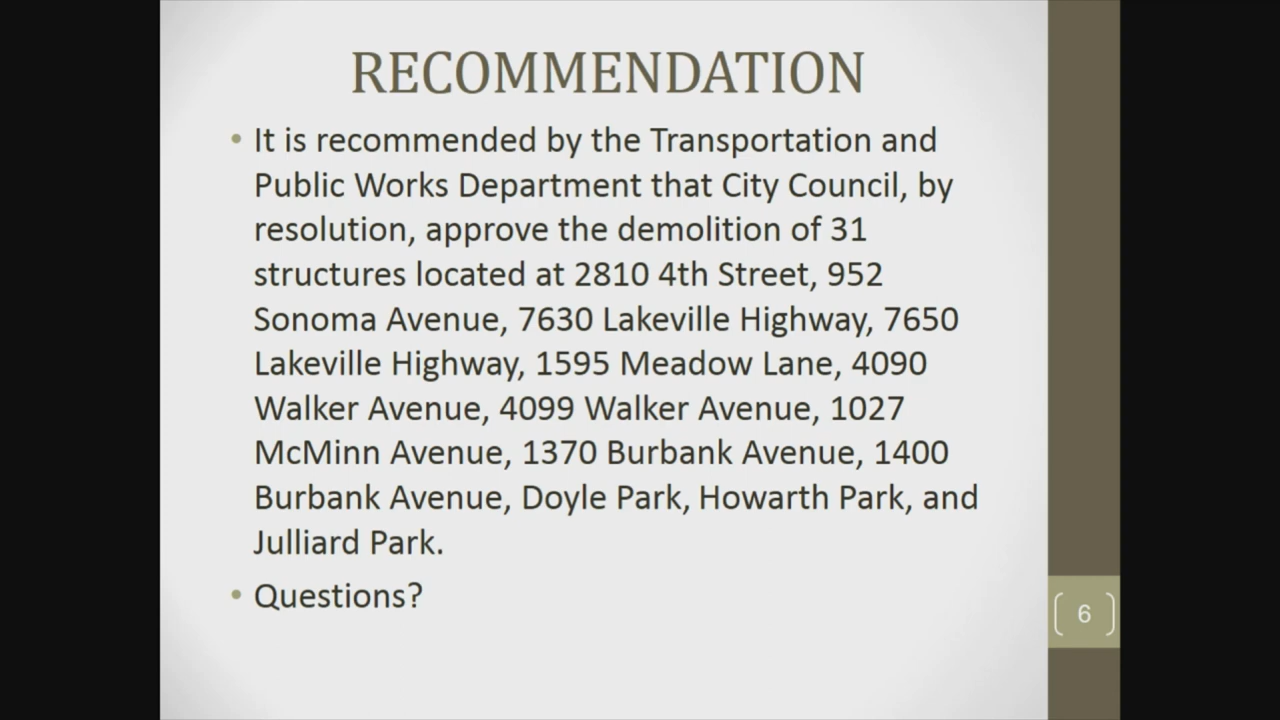 RECOMMENDATION
• It is recommended by the Transportation and
Public Works Department that City Council, by
resolution, approve the demolition of 31
structures located at 2810 4th Street, 952
Sonoma Avenue, 7630 Lakeville Highway, 7650
Lakeville Highway, 1595 Meadow Lane, 4090
Walker Avenue, 4099 Walker Avenue, 1027
McMinn Avenue, 1370 Burbank Avenue, 1400
Burbank Avenue, Doyle Park, Howarth Park, and
Julliard Park.
• Questions?
6